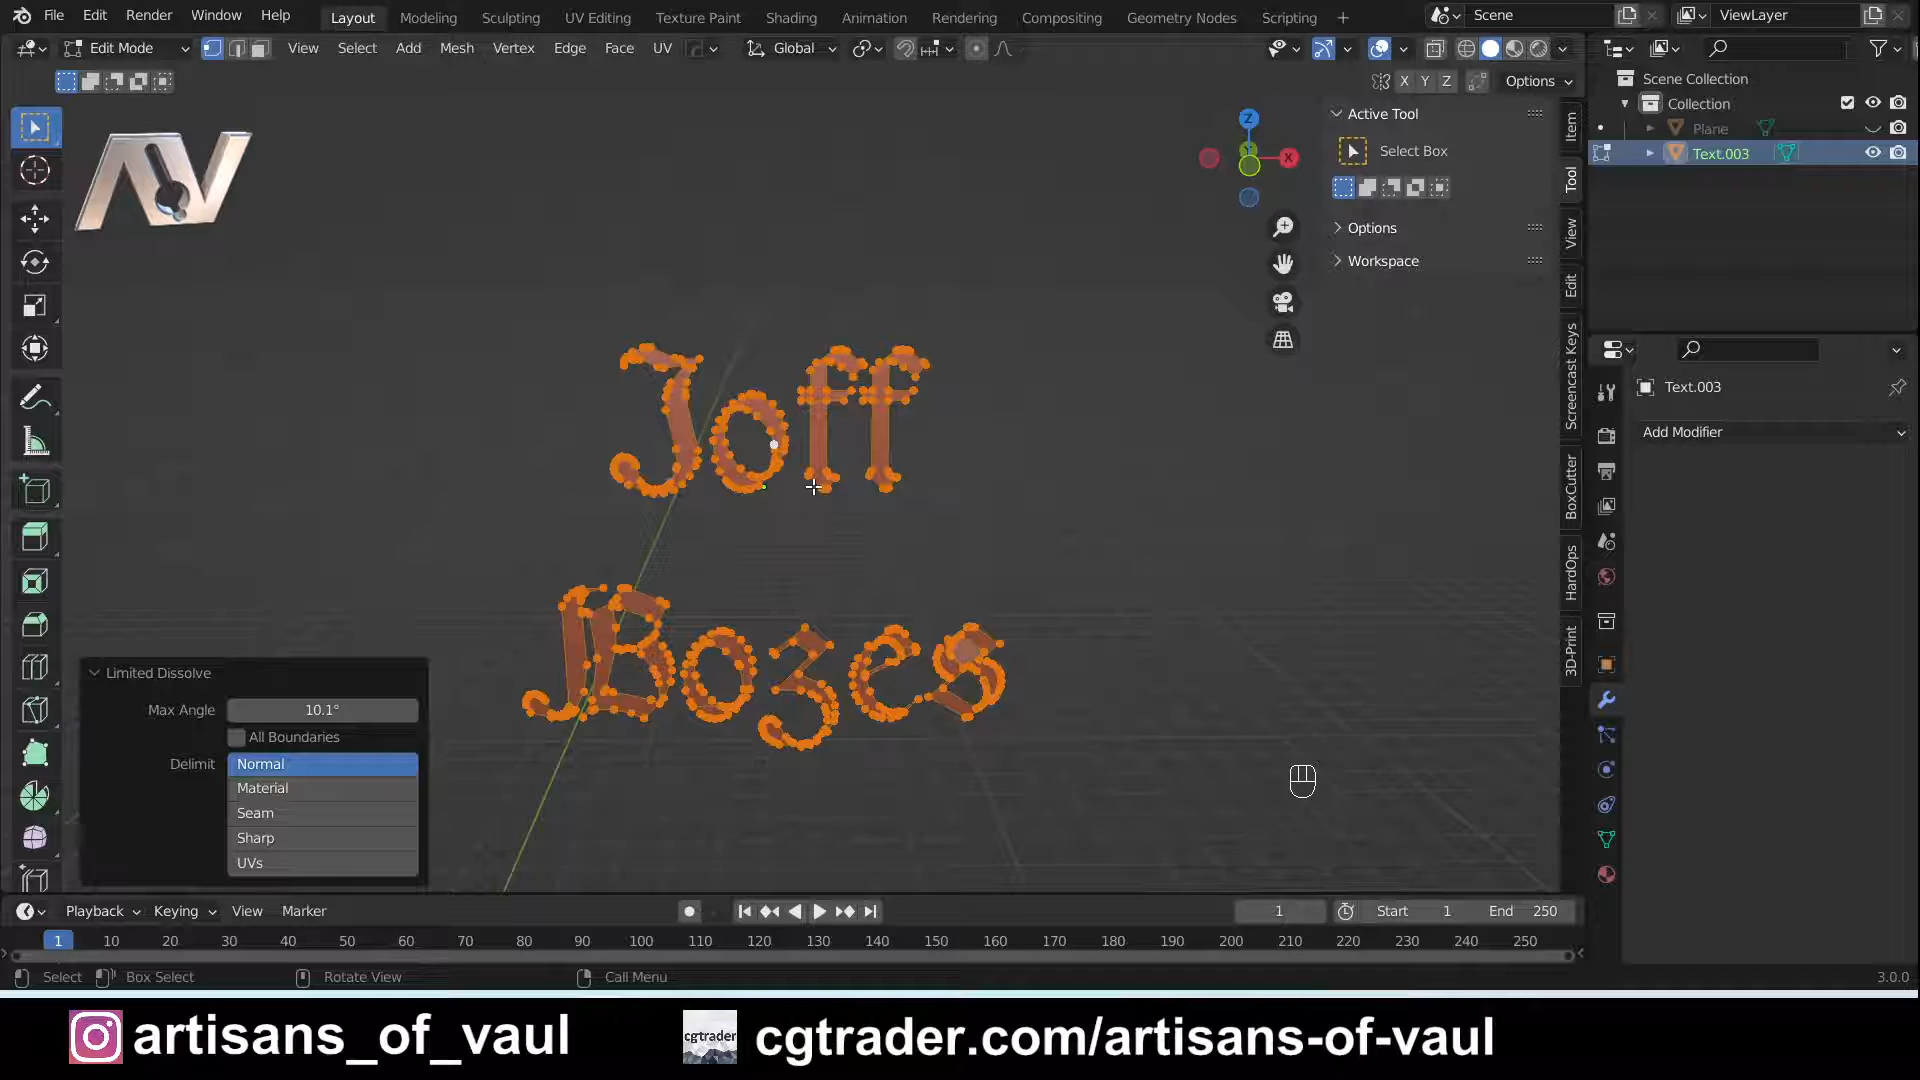 File Edit Render Window Help Layout Modeling Sculpting UV Editing Texture Paint Shading Animation Rendering Compositing Geometry Nodes Scripting + Scene ViewLayer
Edit Mode View Select Add Mesh Vertex Edge Face UV Global
X Y Z Options
Scene Collection
Collection
Plane
Text.003
AV
Z
X
Active Tool
Select Box
Options
Workspace
Item
Tool
View
Edit
Screencast Keys
BoxCutter
HardOps
3D-Print
Text.003
Add Modifier
Joff
Bozes
Limited Dissolve
Max Angle 10.1°
All Boundaries
Delimit Normal
Material
Seam
Sharp
UVs
Playback Keying View Marker 1 Start 1 End 250
1 10 20 30 40 50 60 70 80 90 100 110 120 130 140 150 160 170 180 190 200 210 220 230 240 250
Select Box Select Rotate View Call Menu 3.0.0
artisans_of_vaul cgtrader cgtrader.com/artisans-of-vaul